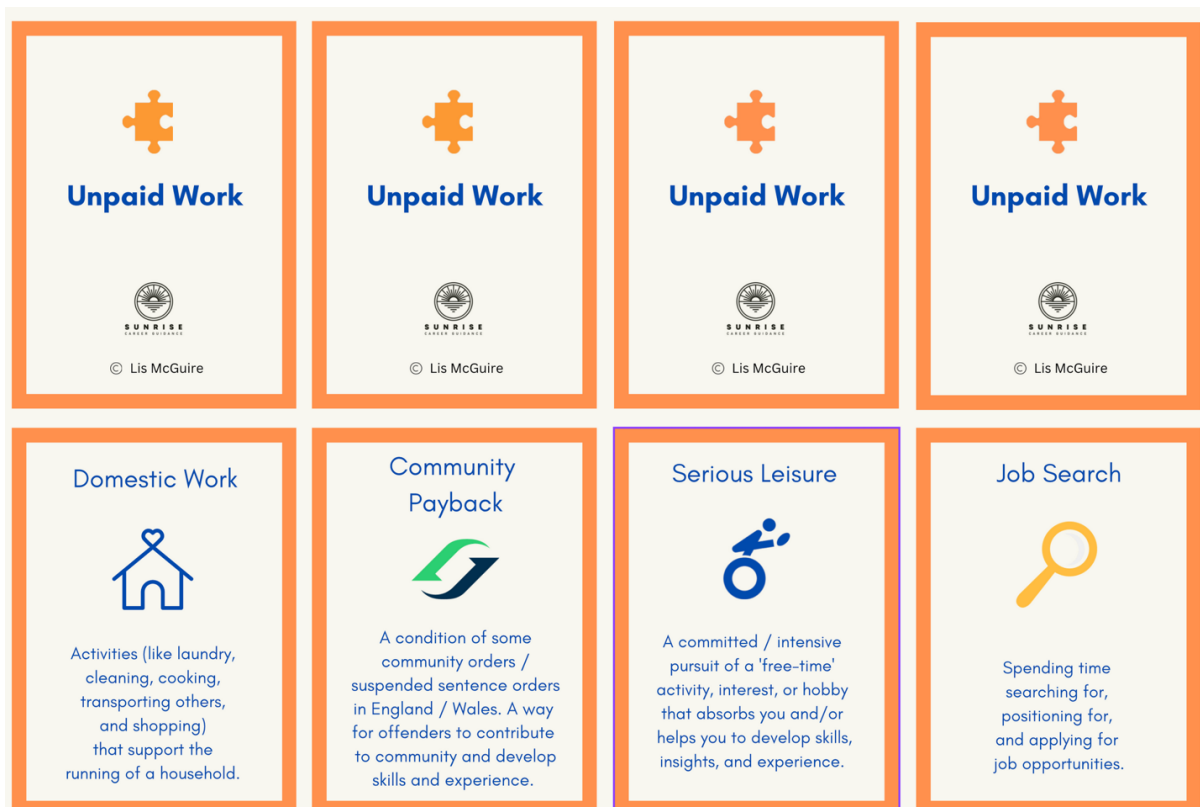 Unpaid Work
SUNRISE
CAREER GUIDANCE
© Lis McGuire
Unpaid Work
SUNRISE
CAREER GUIDANCE
© Lis McGuire
Unpaid Work
SUNRISE
CAREER GUIDANCE
© Lis McGuire
Unpaid Work
SUNRISE
CAREER GUIDANCE
© Lis McGuire
Domestic Work
Activities (like laundry,
cleaning, cooking,
transporting others,
and shopping)
that support the
running of a household.
Community
Payback
A condition of some
community orders /
suspended sentence orders
in England / Wales. A way
for offenders to contribute
to community and develop
skills and experience.
Serious Leisure
A committed / intensive
pursuit of a 'free-time'
activity, interest, or hobby
that absorbs you and/or
helps you to develop skills,
insights, and experience.
Job Search
Spending time
searching for,
positioning for,
and applying for
job opportunities.